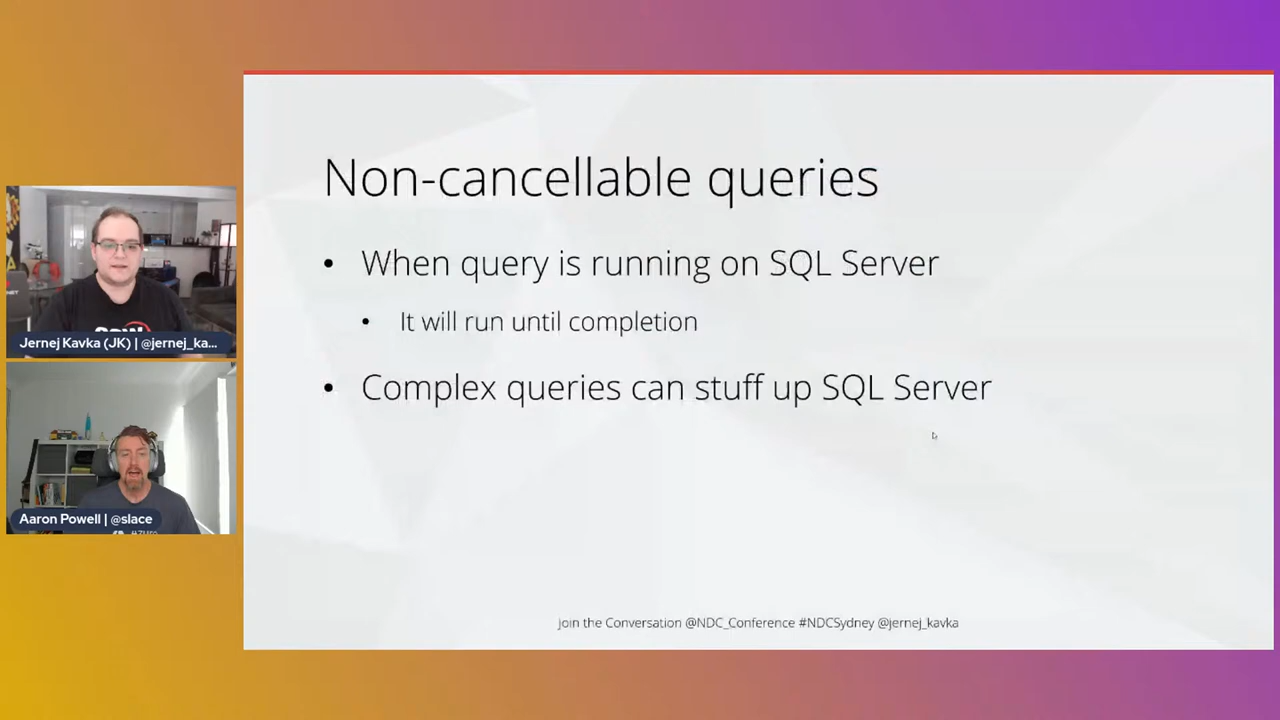 Non-cancellable queries
• When query is running on SQL Server
• It will run until completion
• Complex queries can stuff up SQL Server
join the Conversation @NDC_Conference #NDCSydney @jernej_kavka
Jernej Kavka (JK) | @jernej_ka...
Aaron Powell | @slace